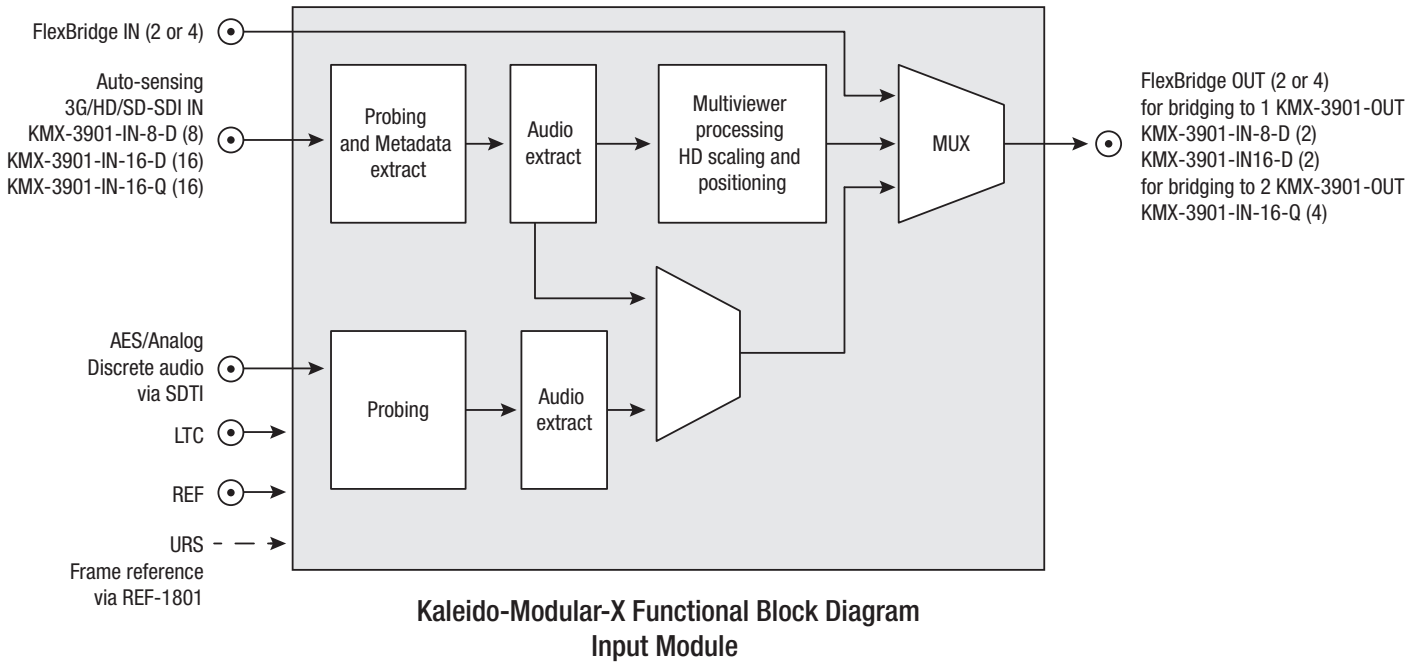 FlexBridge IN (2 or 4)
Auto-sensing
3G/HD/SD-SDI IN
KMX-3901-IN-8-D (8)
KMX-3901-IN-16-D (16)
KMX-3901-IN-16-Q (16)
Probing
and Metadata
extract
Audio
extract
Multiviewer
processing
HD scaling and
positioning
MUX
FlexBridge OUT (2 or 4)
for bridging to 1 KMX-3901-OUT
KMX-3901-IN-8-D (2)
KMX-3901-IN16-D (2)
for bridging to 2 KMX-3901-OUT
KMX-3901-IN-16-Q (4)
AES/Analog
Discrete audio
via SDTI
Probing
Audio
extract
LTC
REF
URS
Frame reference
via REF-1801
Kaleido-Modular-X Functional Block Diagram
Input Module